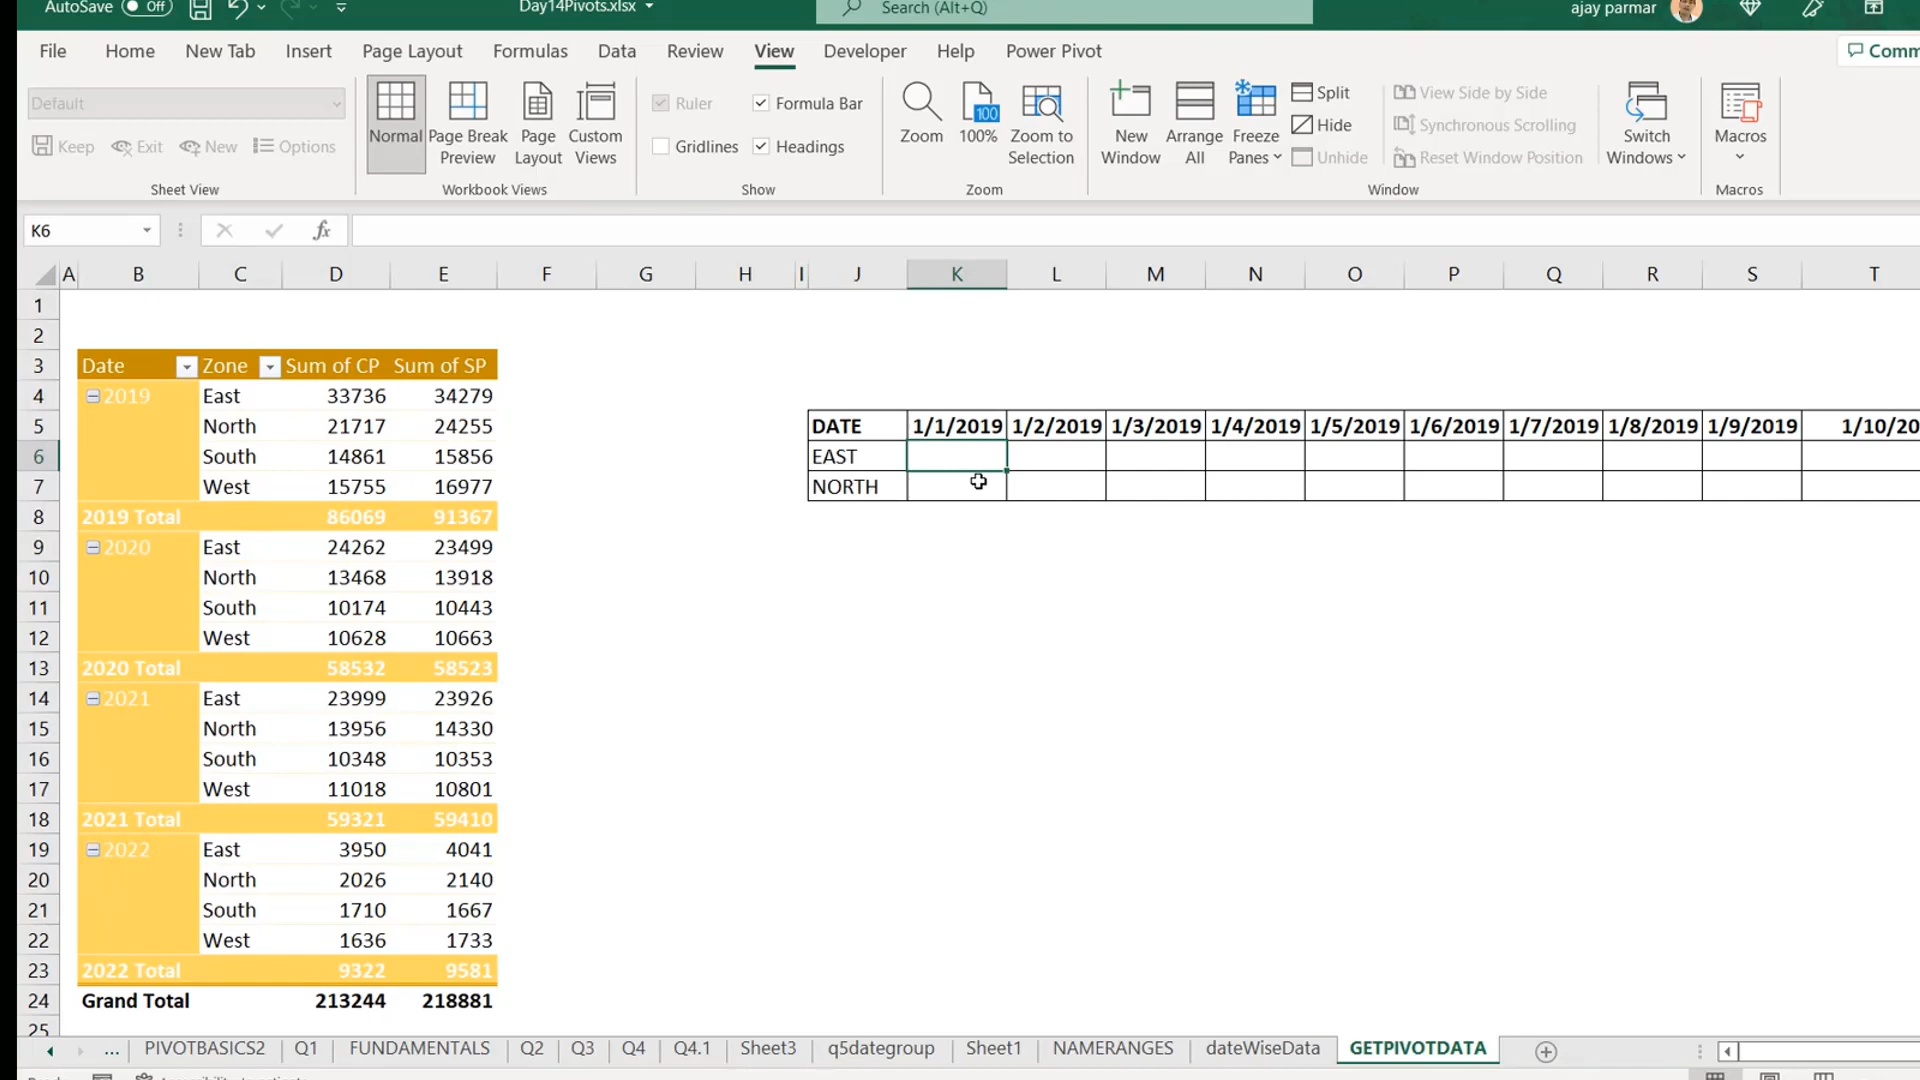 AutoSave Off Day14Pivots.xlsx Search (Alt+Q) ajay parmar
File Home New Tab Insert Page Layout Formulas Data Review View Developer Help Power Pivot Comm
Default
Keep Exit New Options
Sheet View
Normal
Page Break Preview
Page Layout
Custom Views
Workbook Views
Ruler Formula Bar
Gridlines Headings
Show
Zoom
100
100%
Zoom to Selection
Zoom
New Window
Arrange All
Freeze Panes
Split
Hide
Unhide
View Side by Side
Synchronous Scrolling
Reset Window Position
Window
Switch Windows
Macros
Macros
K6 fx
A B C D E F G H I J K L M N O P Q R S T
1
2
3 Date Zone Sum of CP Sum of SP
4 2019 East 33736 34279
5 North 21717 24255 DATE 1/1/2019 1/2/2019 1/3/2019 1/4/2019 1/5/2019 1/6/2019 1/7/2019 1/8/2019 1/9/2019 1/10/20
6 South 14861 15856 EAST
7 West 15755 16977 NORTH
8 2019 Total 86069 91367
9 2020 East 24262 23499
10 North 13468 13918
11 South 10174 10443
12 West 10628 10663
13 2020 Total 58532 58523
14 2021 East 23999 23926
15 North 13956 14330
16 South 10348 10353
17 West 11018 10801
18 2021 Total 59321 59410
19 2022 East 3950 4041
20 North 2026 2140
21 South 1710 1667
22 West 1636 1733
23 2022 Total 9322 9581
24 Grand Total 213244 218881
25
... PIVOTBASICS2 Q1 FUNDAMENTALS Q2 Q3 Q4 Q4.1 Sheet3 q5dategroup Sheet1 NAMERANGES dateWiseData GETPIVOTDATA